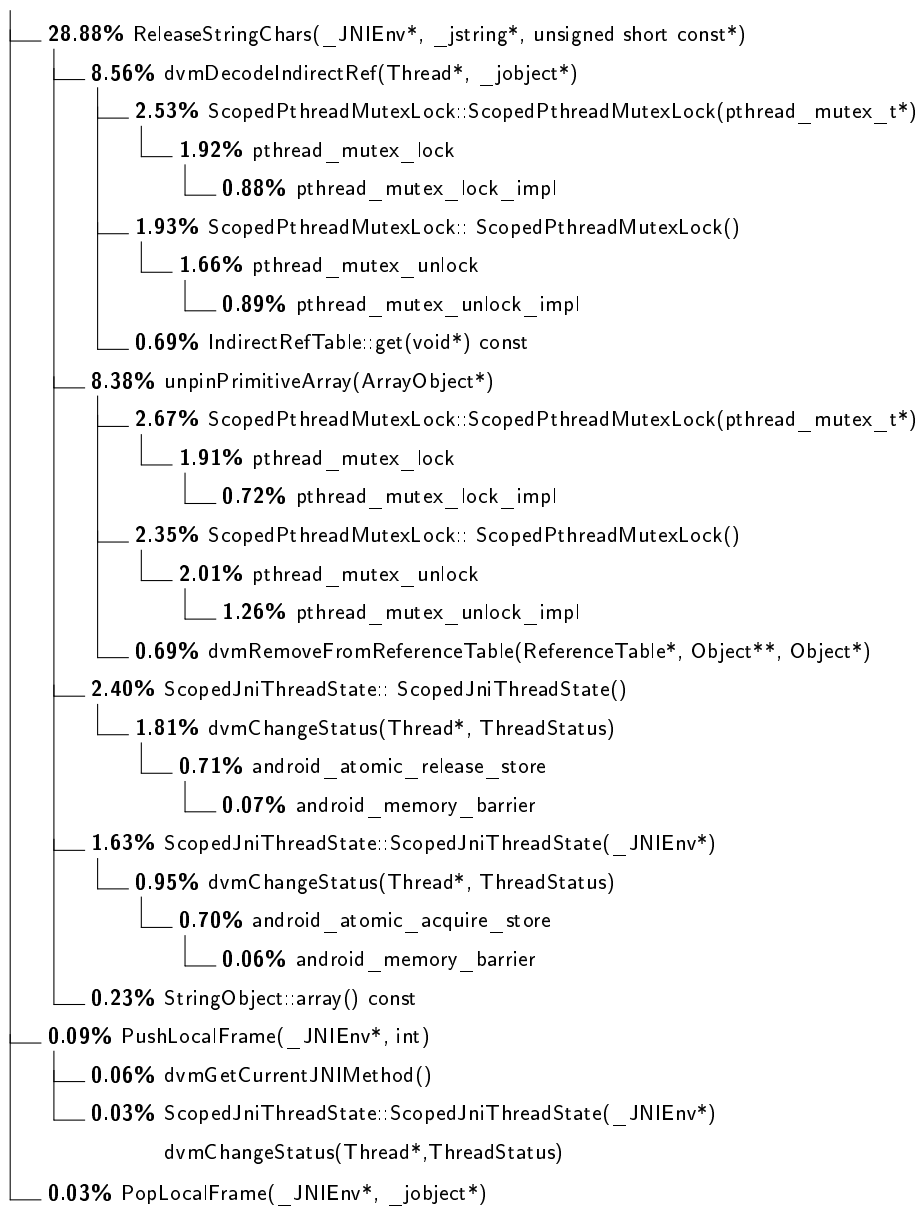 28.88% ReleaseStringChars(_JNIEnv*, _jstring*, unsigned short const*)
8.56% dvmDecodeIndirectRef(Thread*, _jobject*)
2.53% ScopedPthreadMutexLock::ScopedPthreadMutexLock(pthread_mutex_t*)
1.92% pthread_mutex_lock
0.88% pthread_mutex_lock_impl
1.93% ScopedPthreadMutexLock:: ScopedPthreadMutexLock()
1.66% pthread_mutex_unlock
0.89% pthread_mutex_unlock_impl
0.69% IndirectRefTable::get(void*) const
8.38% unpinPrimitiveArray(ArrayObject*)
2.67% ScopedPthreadMutexLock::ScopedPthreadMutexLock(pthread_mutex_t*)
1.91% pthread_mutex_lock
0.72% pthread_mutex_lock_impl
2.35% ScopedPthreadMutexLock:: ScopedPthreadMutexLock()
2.01% pthread_mutex_unlock
1.26% pthread_mutex_unlock_impl
0.69% dvmRemoveFromReferenceTable(ReferenceTable*, Object**, Object*)
2.40% ScopedJniThreadState:: ScopedJniThreadState()
1.81% dvmChangeStatus(Thread*, ThreadStatus)
0.71% android_atomic_release_store
0.07% android_memory_barrier
1.63% ScopedJniThreadState::ScopedJniThreadState(_JNIEnv*)
0.95% dvmChangeStatus(Thread*, ThreadStatus)
0.70% android_atomic_acquire_store
0.06% android_memory_barrier
0.23% StringObject::array() const
0.09% PushLocalFrame(_JNIEnv*, int)
0.06% dvmGetCurrentJNIMethod()
0.03% ScopedJniThreadState::ScopedJniThreadState(_JNIEnv*)
dvmChangeStatus(Thread*,ThreadStatus)
0.03% PopLocalFrame(_JNIEnv*, _jobject*)